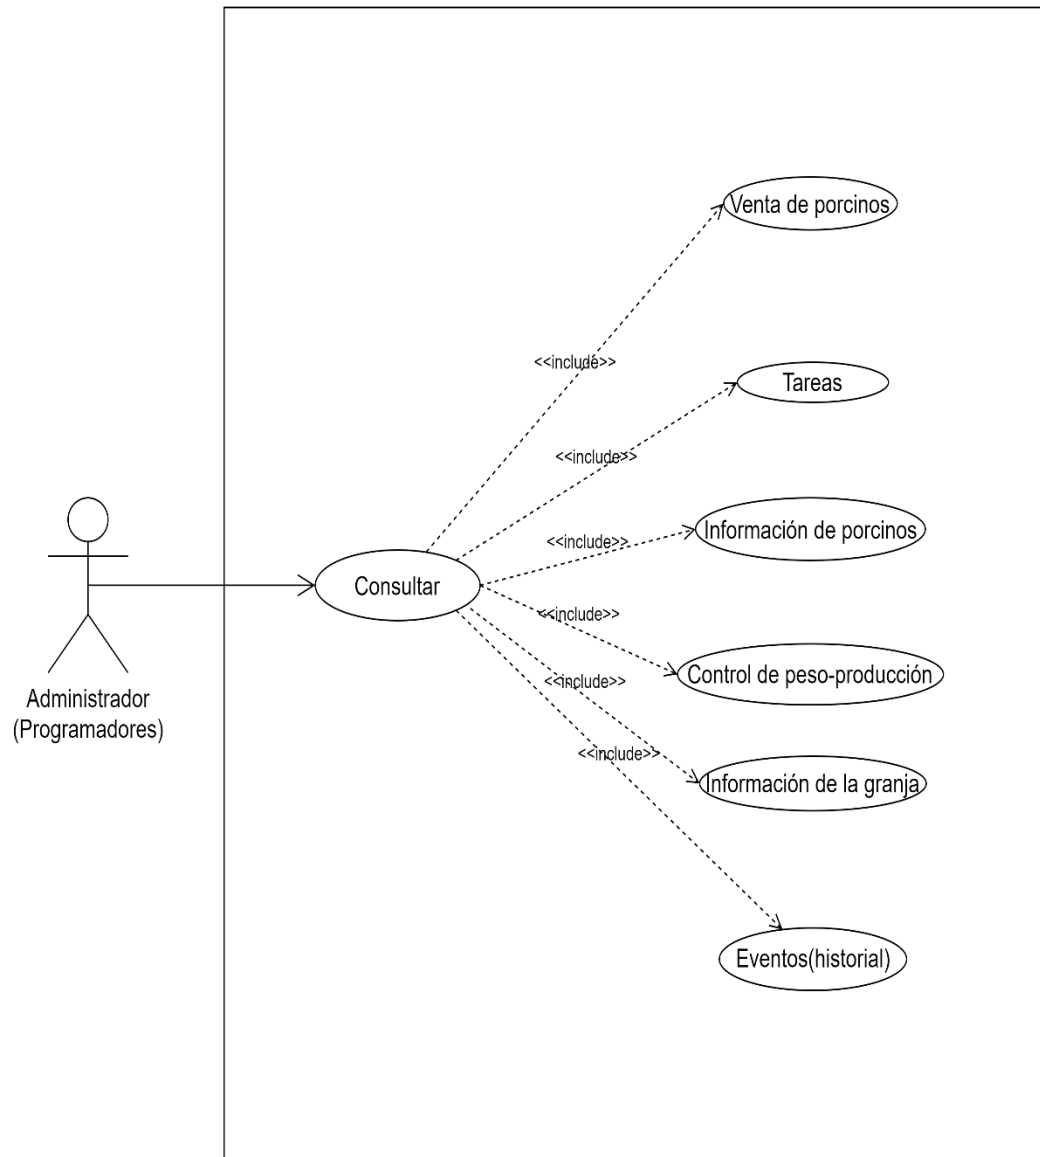 Venta de porcinos
<<include>>
Tareas
<<include>>
Información de porcinos
<<include>>
Consultar
<<include>>
Control de peso-producción
<<include>>
Administrador
(Programadores)
<<include>>
Información de la granja
Eventos(historial)